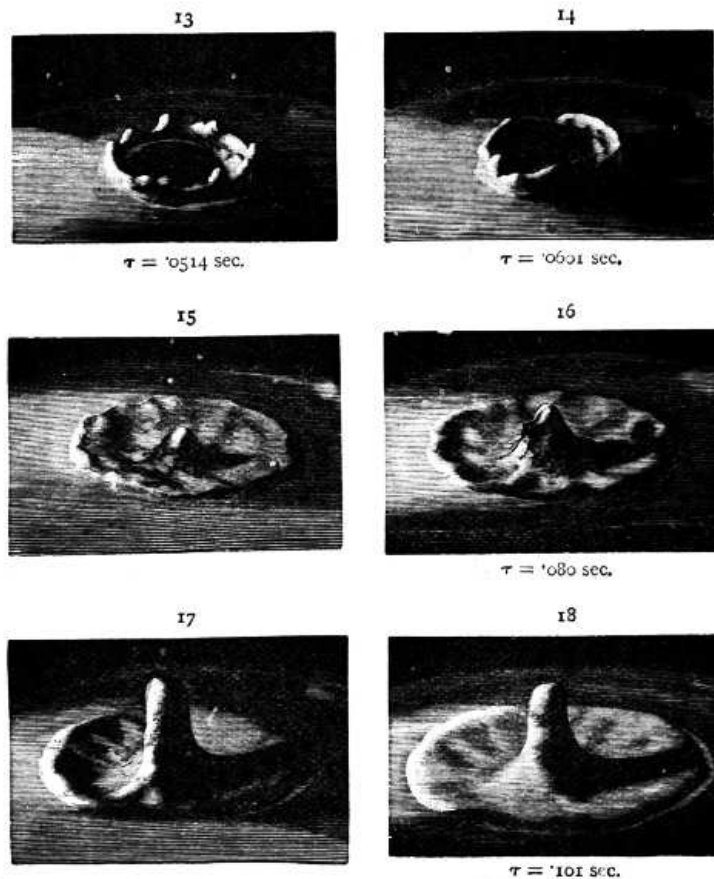 13 14
τ = ·0514 sec. τ = ·0601 sec.
15 16
τ = ·080 sec.
17 18
τ = ·101 sec.